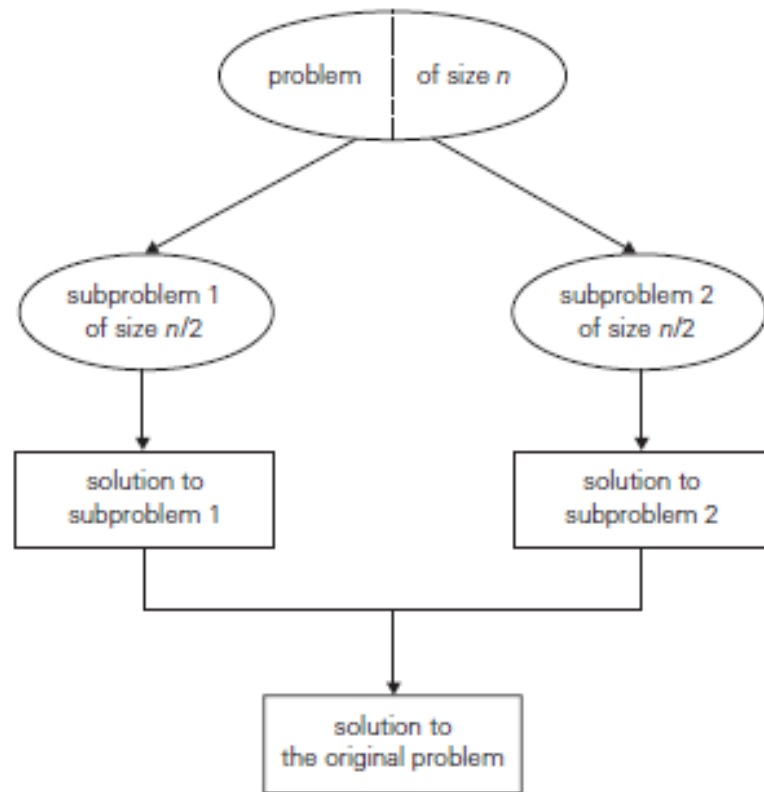 problem of size n
subproblem 1
of size n/2
subproblem 2
of size n/2
solution to
subproblem 1
solution to
subproblem 2
solution to
the original problem